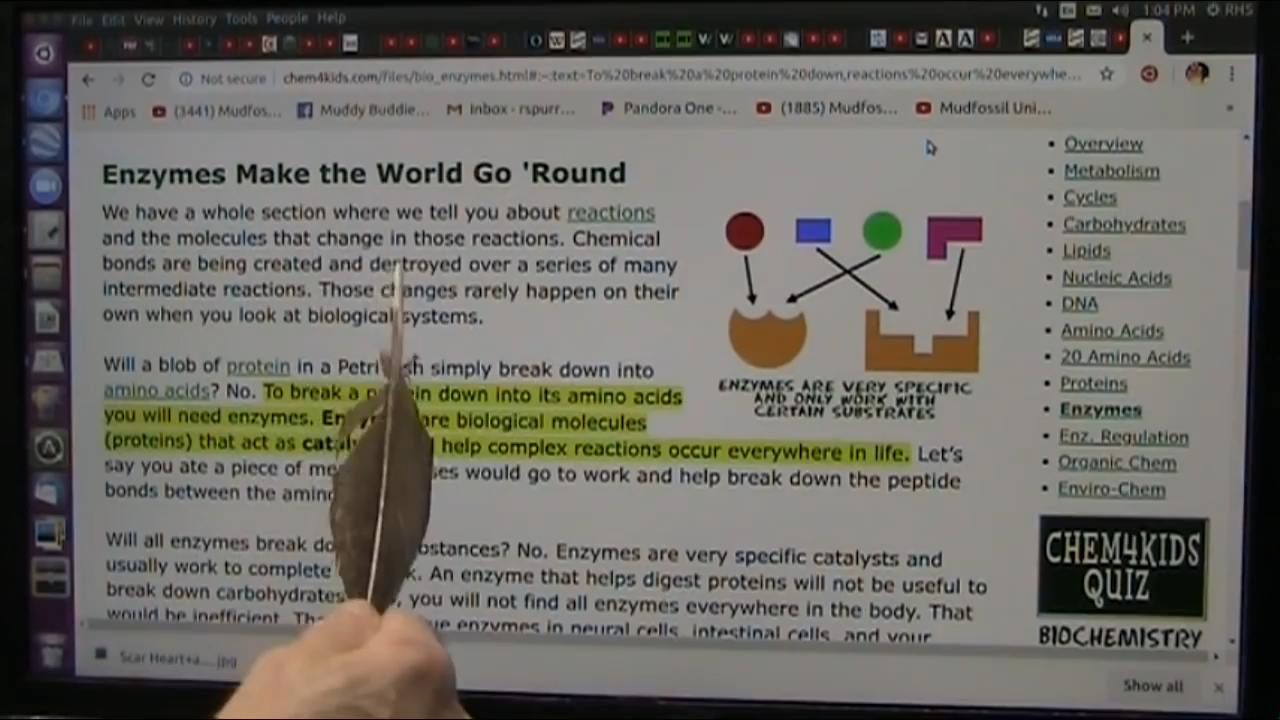 File Edit View History Tools People Help
1:04 PM RHS
Not secure chem4kids.com/files/bio_enzymes.html#:~:text=To%20break%20a%20protein%20down,reactions%20occur%20everywhe...
Apps (3441) Mudfos... Muddy Buddie... Inbox - rspurr... Pandora One -... (1885) Mudfos... Mudfossil Uni...
Enzymes Make the World Go 'Round
We have a whole section where we tell you about reactions
and the molecules that change in those reactions. Chemical
bonds are being created and destroyed over a series of many
intermediate reactions. Those changes rarely happen on their
own when you look at biological systems.
Will a blob of protein in a Petri simply break down into
amino acids? No. To break a down into its amino acids
you will need enzymes. are biological molecules
(proteins) that act as help complex reactions occur everywhere in life. Let's
say you ate a piece of would go to work and help break down the peptide
bonds between the
Will all enzymes break No. Enzymes are very specific catalysts and
usually work to complete An enzyme that helps digest proteins will not be useful to
break down carbohydrates you will not find all enzymes everywhere in the body. That
would be inefficient. enzymes in neural cells, intestinal cells, and your
ENZYMES ARE VERY SPECIFIC
AND ONLY WORK WITH
CERTAIN SUBSTRATES
Overview
Metabolism
Cycles
Carbohydrates
Lipids
Nucleic Acids
DNA
Amino Acids
20 Amino Acids
Proteins
Enzymes
Enz. Regulation
Organic Chem
Enviro-Chem
CHEM4KIDS
QUIZ
BIOCHEMISTRY
Scar Heart+a....jpg
Show all